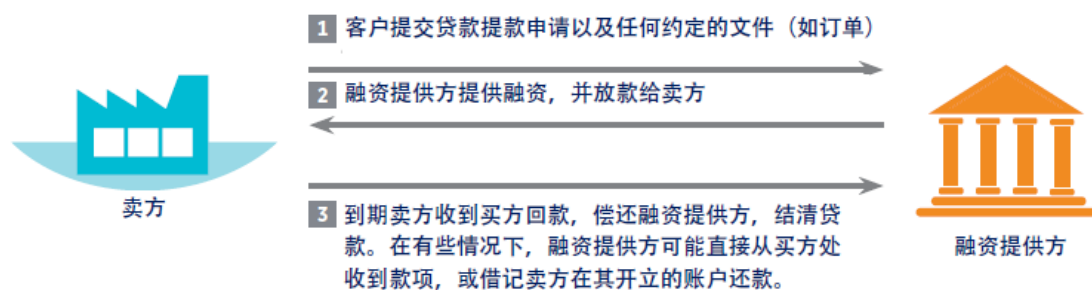 1 客户提交贷款提款申请以及任何约定的文件（如订单）
2 融资提供方提供融资，并放款给卖方
卖方
3 到期卖方收到买方回款，偿还融资提供方，结清贷
款。在有些情况下，融资提供方可能直接从买方处
收到款项，或借记卖方在其开立的账户还款。
融资提供方